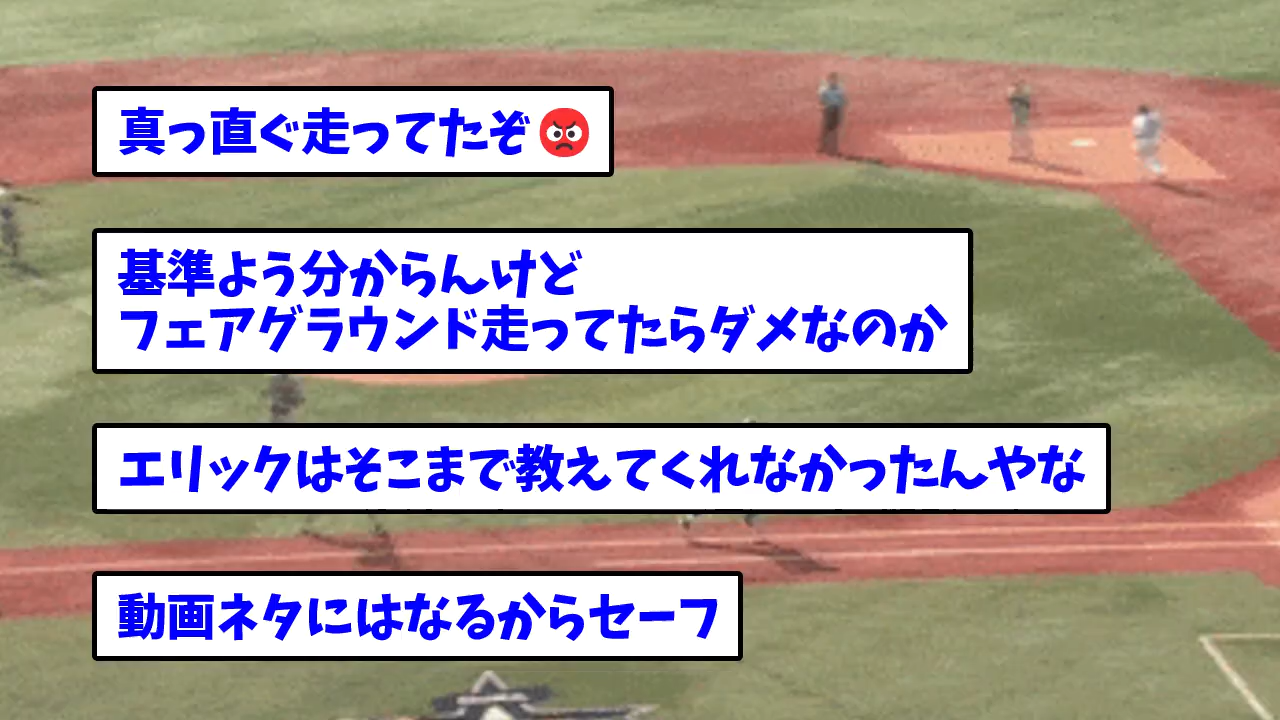 真っ直ぐ走ってたぞ😡
基準よう分からんけど
フェアグラウンド走ってたらダメなのか
エリックはそこまで教えてくれなかったんやな
動画ネタにはなるからセーフ